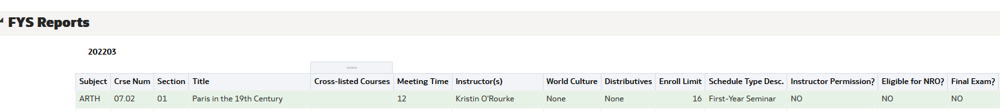 FYS Reports
202203
Subject Crse Num Section Title Cross-listed Courses Meeting Time Instructor(s) World Culture Distributives Enroll Limit Schedule Type Desc. Instructor Permission? Eligible for NRO? Final Exam?
ARTH 07.02 01 Paris in the 19th Century 12 Kristin O'Rourke None None 16 First-Year Seminar NO NO NO